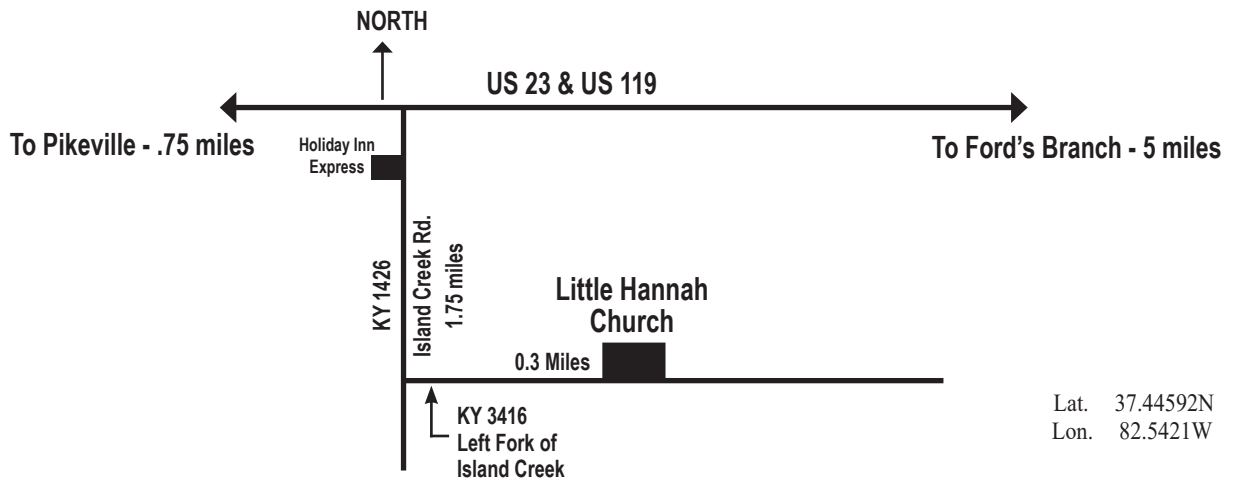 NORTH
US 23 & US 119
To Pikeville - .75 miles
Holiday Inn
Express
To Ford's Branch - 5 miles
KY 1426
Island Creek Rd.
1.75 miles
Little Hannah
Church
0.3 Miles
KY 3416
Left Fork of
Island Creek
Lat. 37.44592N
Lon. 82.5421W